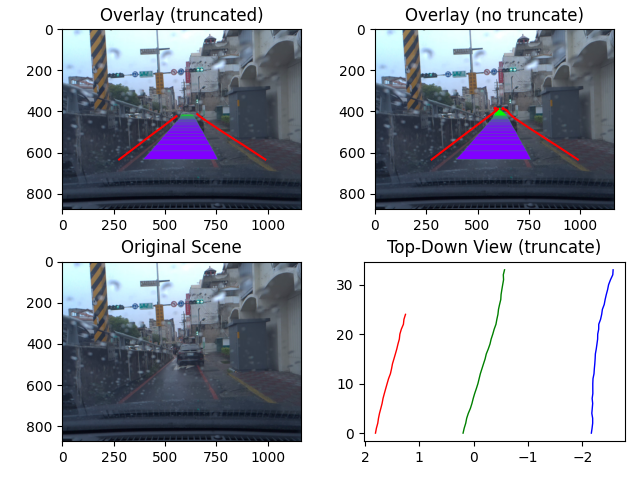 Overlay (truncated)
0
200
400
600
800
0 250 500 750 1000
Overlay (no truncate)
0
200
400
600
800
0 250 500 750 1000
Original Scene
0
200
400
600
800
0 250 500 750 1000
Top-Down View (truncate)
30
20
10
0
2 1 0 −1 −2